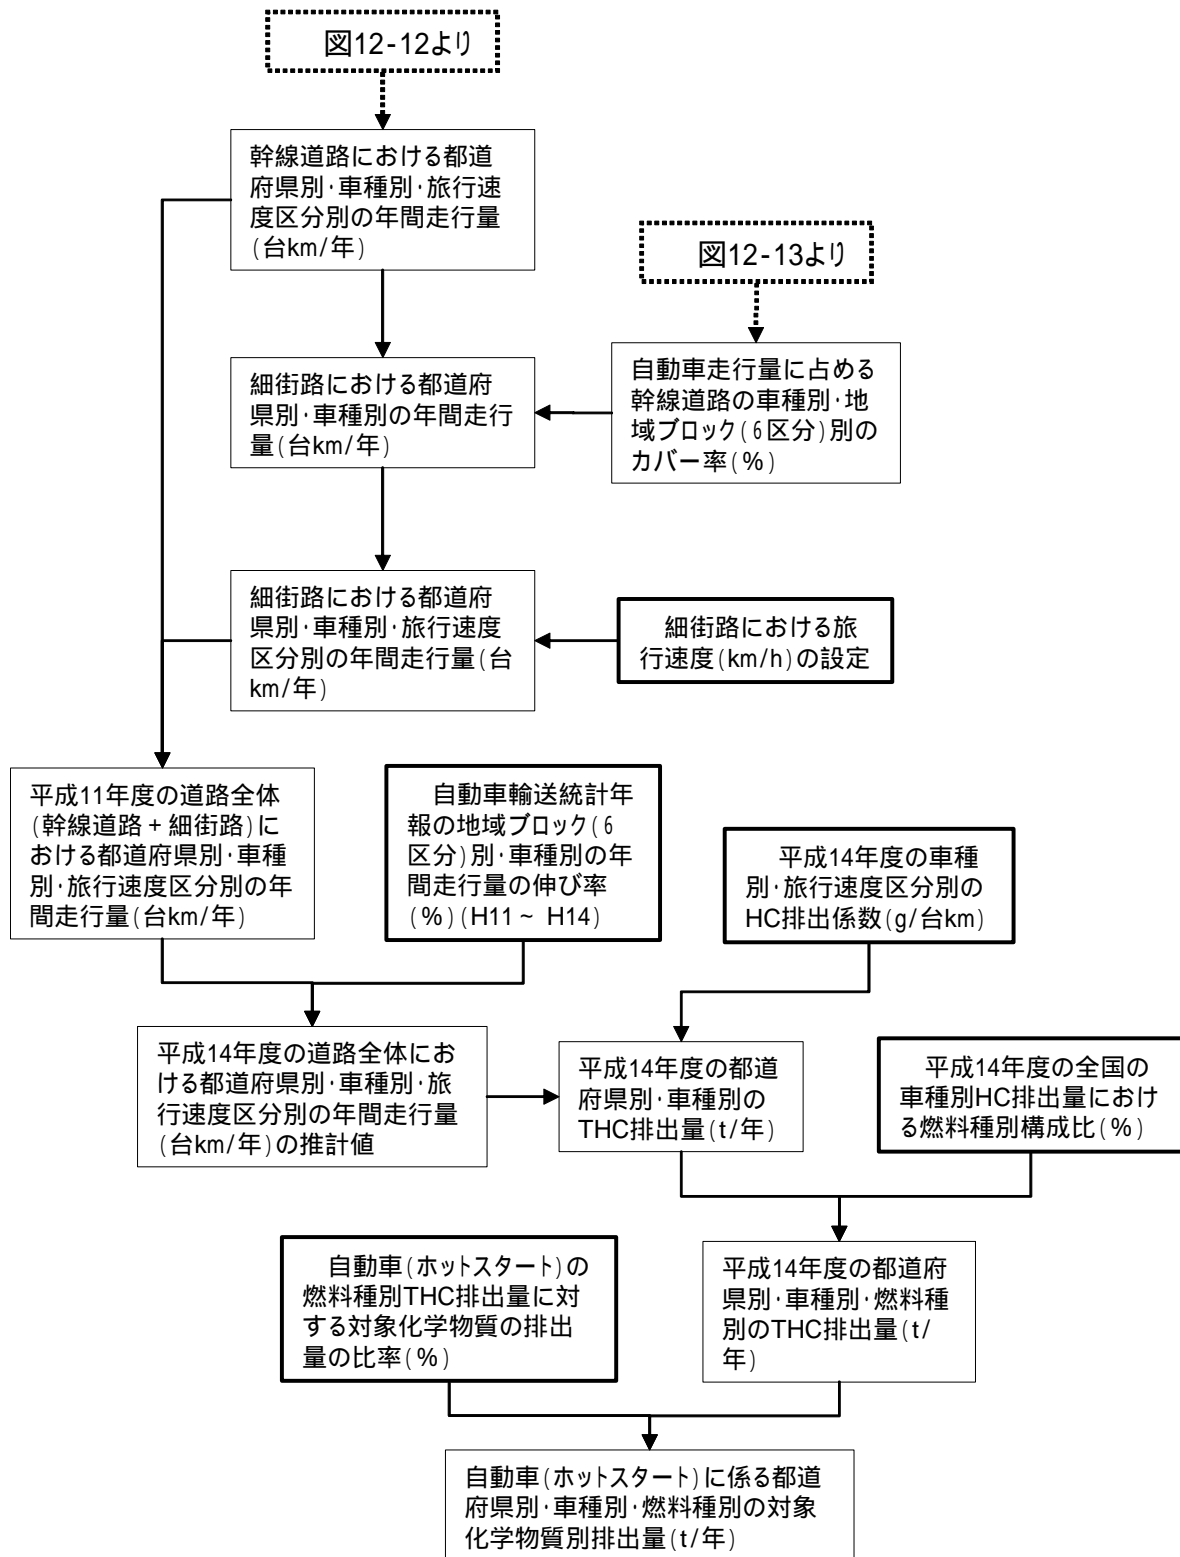 図12-12より
幹線道路における都道
府県別・車種別・旅行速
度区分別の年間走行量
(台km/年)
図12-13より
細街路における都道府
県別・車種別の年間走行
量(台km/年)
自動車走行量に占める
幹線道路の車種別・地
域ブロック(6区分)別の
カバー率(%)
細街路における都道府
県別・車種別・旅行速度
区分別の年間走行量(台
km/年)
細街路における旅
行速度(km/h)の設定
平成11年度の道路全体
(幹線道路+細街路)に
おける都道府県別・車種
別・旅行速度区分別の年
間走行量(台km/年)
自動車輸送統計年
報の地域ブロック(6
区分)別・車種別の年
間走行量の伸び率
(%)(H11~H14)
平成14年度の車種
別・旅行速度区分別の
HC排出係数(g/台km)
平成14年度の道路全体にお
ける都道府県別・車種別・旅
行速度区分別の年間走行量
(台km/年)の推計値
平成14年度の都道
府県別・車種別の
THC排出量(t/年)
平成14年度の全国の
車種別HC排出量におけ
る燃料種別構成比(%)
自動車(ホットスタート)の
燃料種別THC排出量に対
する対象化学物質の排出
量の比率(%)
平成14年度の都道府
県別・車種別・燃料種
別のTHC排出量(t/
年)
自動車(ホットスタート)に係る都道
府県別・車種別・燃料種別の対象
化学物質別排出量(t/年)